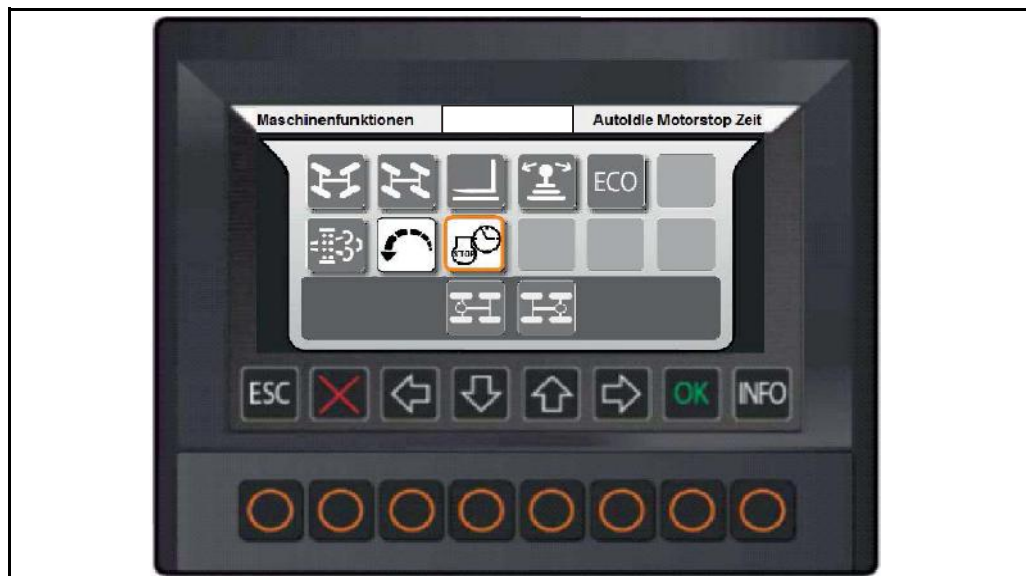 Maschinenfunktionen
AutoIdle Motorstop Zeit
ECO
STOP
ESC
OK
INFO